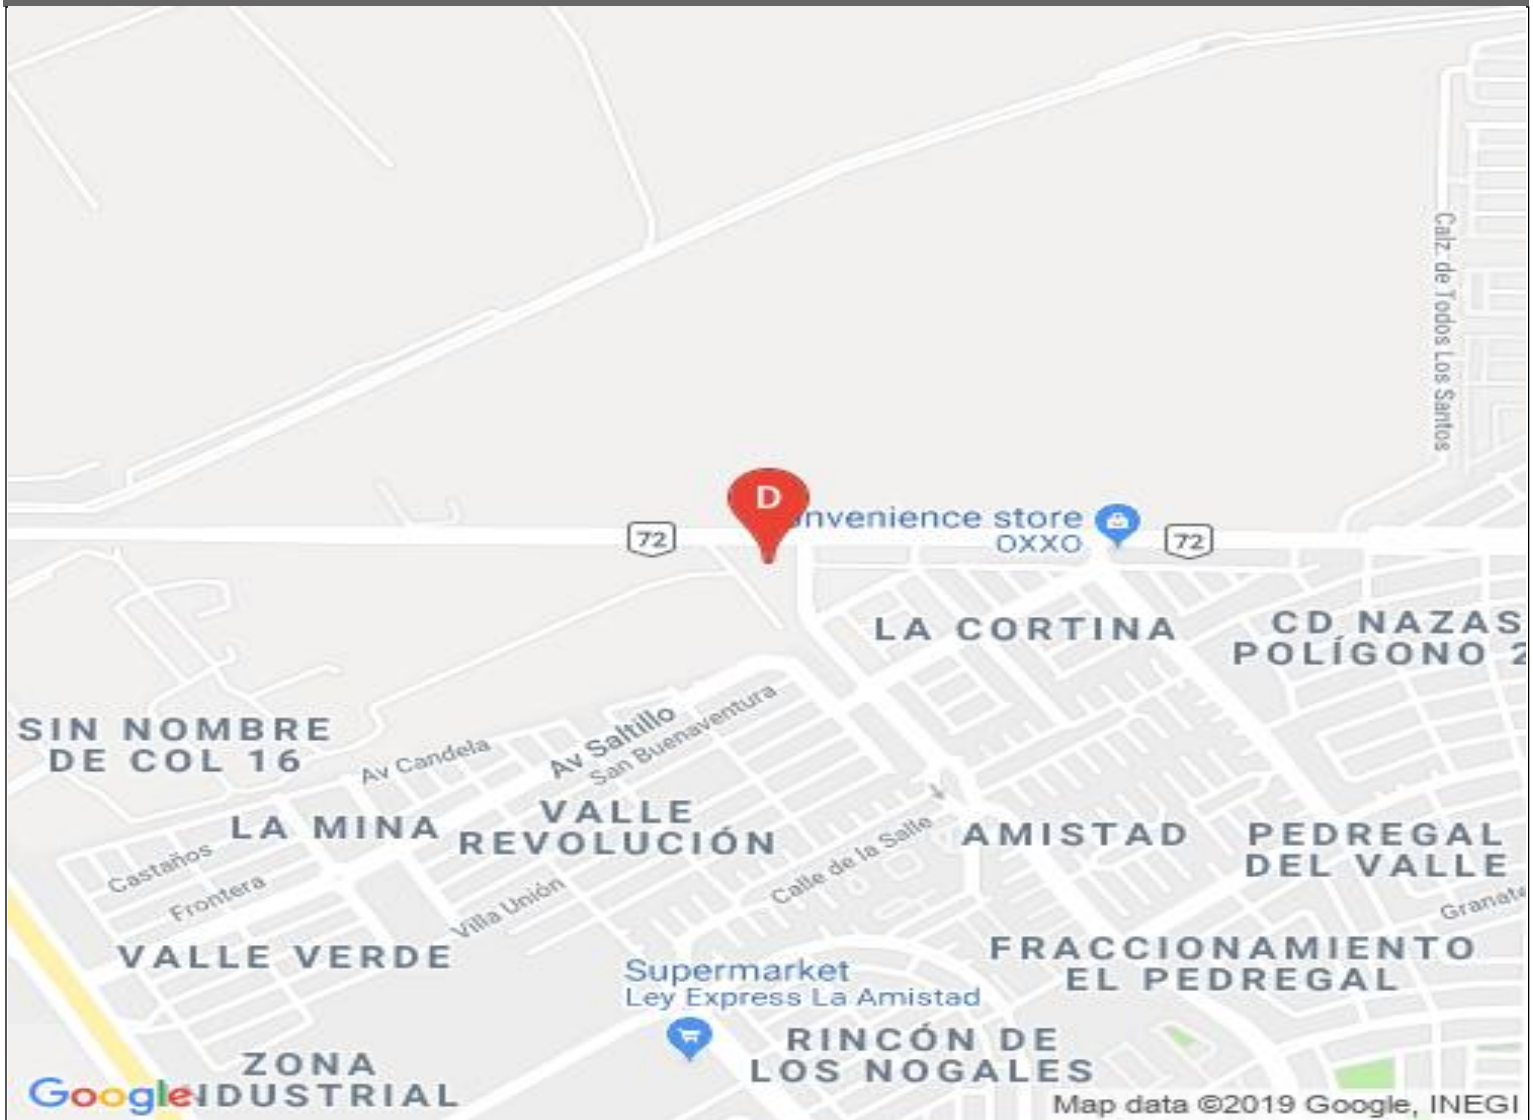 Calz. de Todos Los Santos
D
nvenience store
OXXO
72
72
LA CORTINA
CD NAZAS
POLÍGONO 2
SIN NOMBRE
DE COL 16
Av Candela
Av Saltillo
San Buenaventura
LA MINA
VALLE
REVOLUCIÓN
Castaños
Frontera
Villa Unión
Calle de la Salle
AMISTAD
PEDREGAL
DEL VALLE
Granate
VALLE VERDE
FRACCIONAMIENTO
EL PEDREGAL
Supermarket
Ley Express La Amistad
RINCÓN DE
LOS NOGALES
ZONA
NDUSTRIAL
Google
Map data ©2019 Google, INEGI